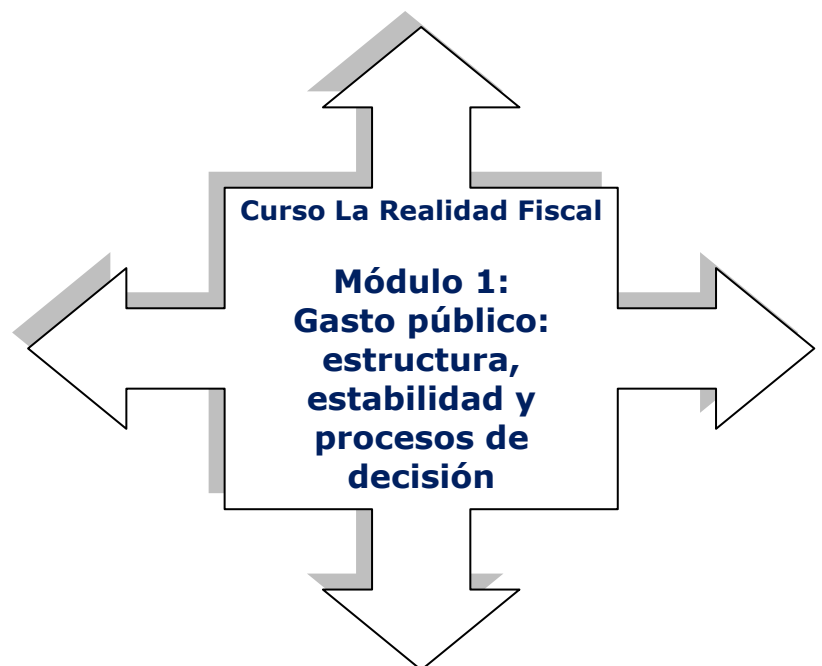 Curso La Realidad Fiscal
Módulo 1:
Gasto público:
estructura,
estabilidad y
procesos de
decisión